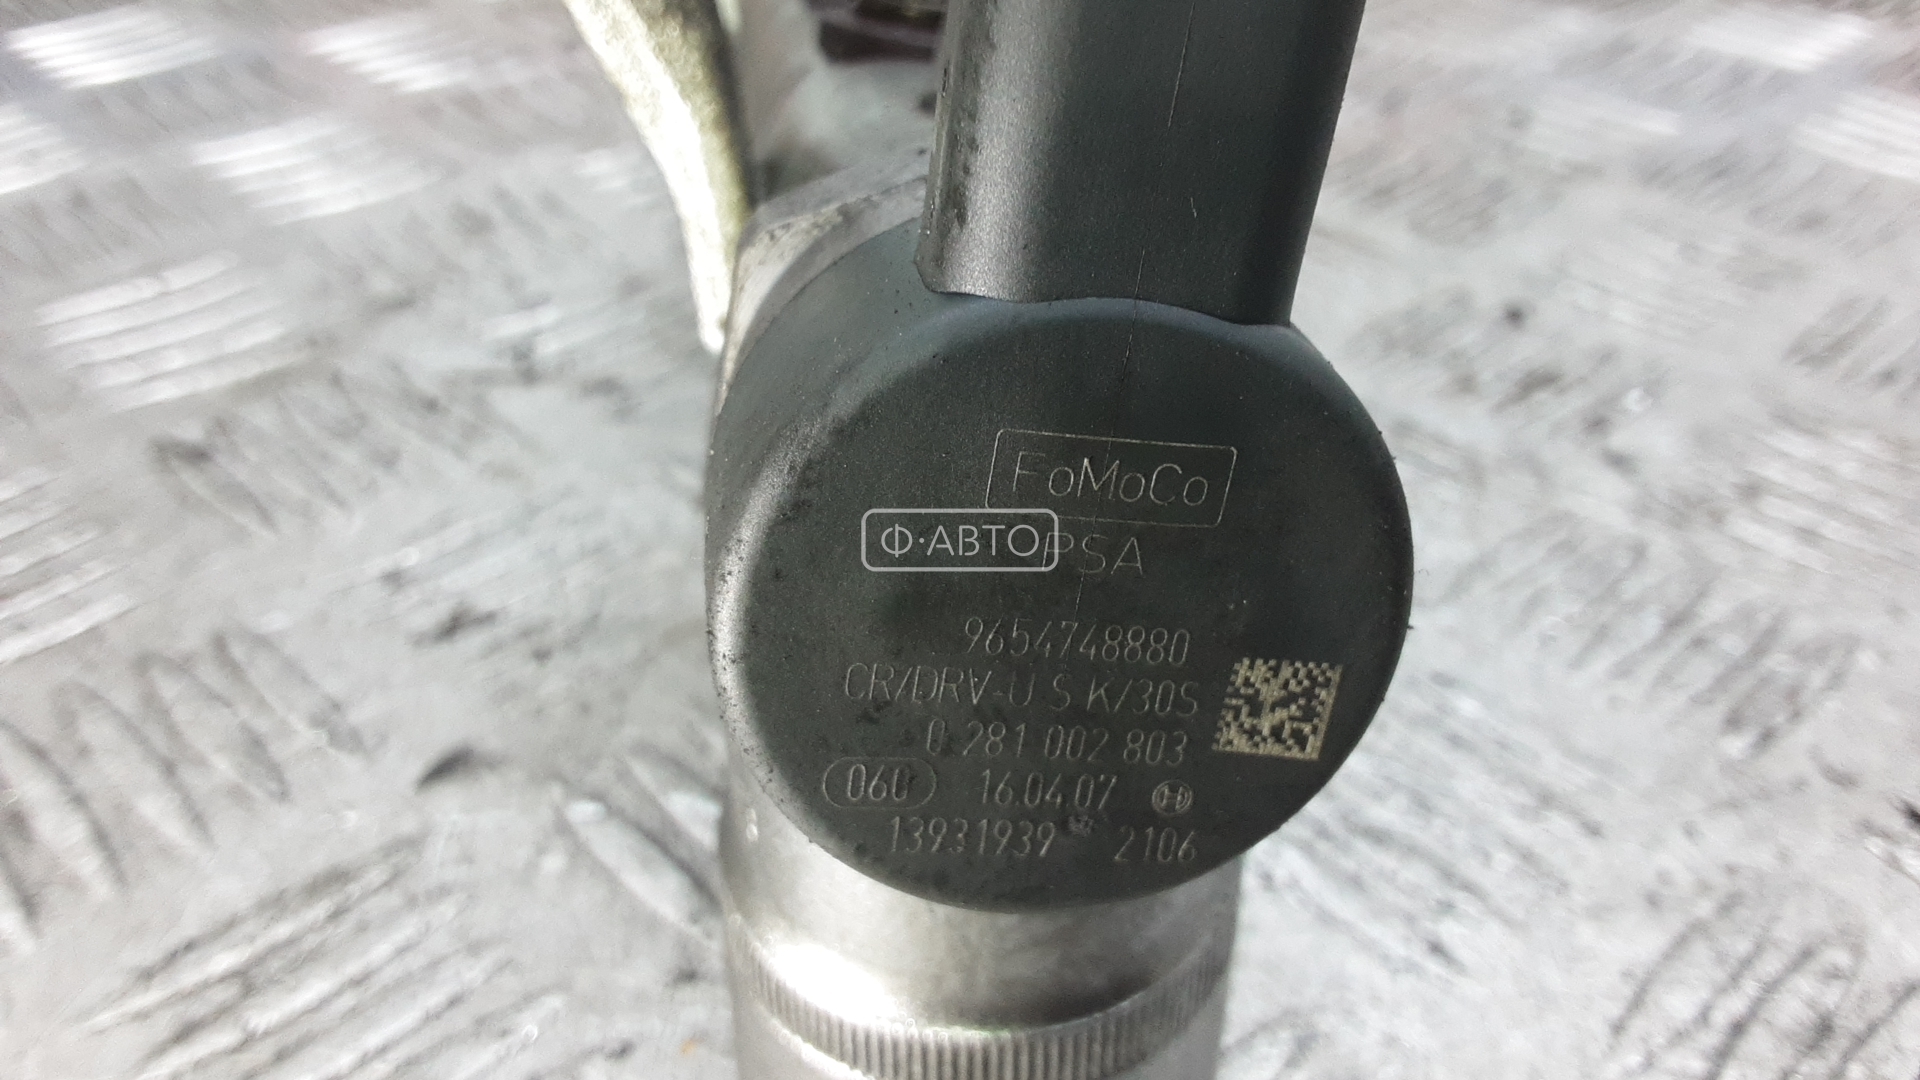 FoMoCo
Ф·АВТО
PSA
9654748880
CR/DRV-U S K/30S
0 281 002 803
060 16.04.07
13931939 2106